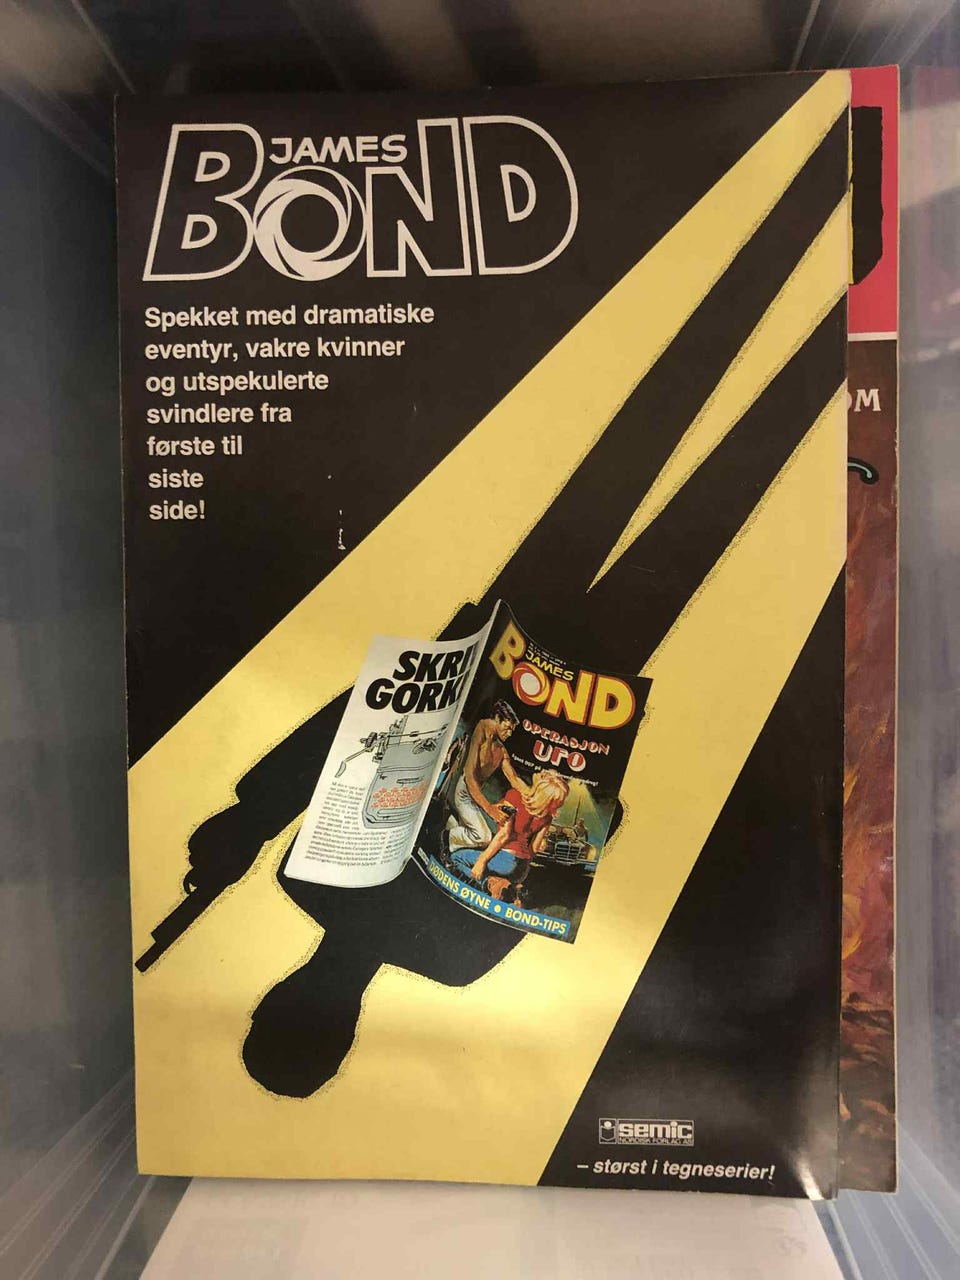 JAMES
BOND
Spekket med dramatiske
eventyr, vakre kvinner
og utspekulerte
svindlere fra
første til
siste
side!
SKRI
GORK
JAMES
BOND
OPERASJON
UFO
DØDENS ØYNE • BOND-TIPS
OM
semic
NORDISK FORLAG AS
– størst i tegneserier!